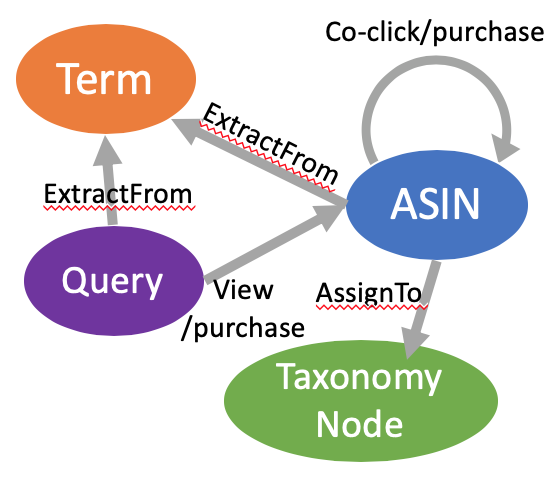 Co-click/purchase
Term
ExtractFrom
ExtractFrom
ASIN
Query
View
/purchase
AssignTo
Taxonomy
Node